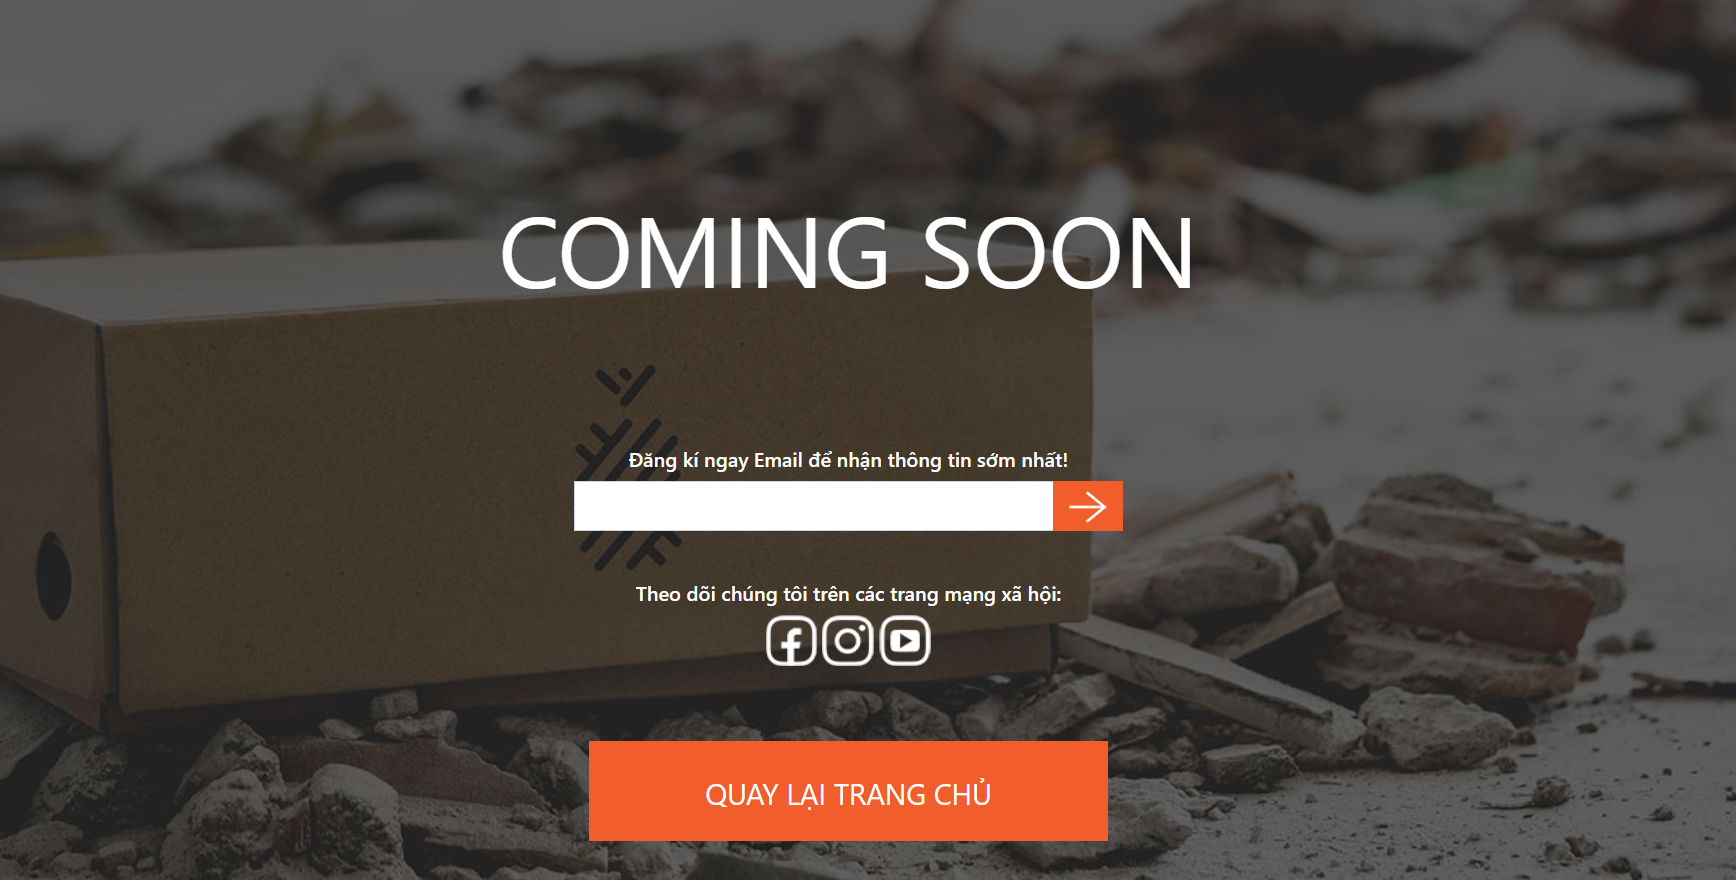 COMING SOON
Đăng kí ngay Email để nhận thông tin sớm nhất!
Theo dõi chúng tôi trên các trang mạng xã hội:
QUAY LẠI TRANG CHỦ